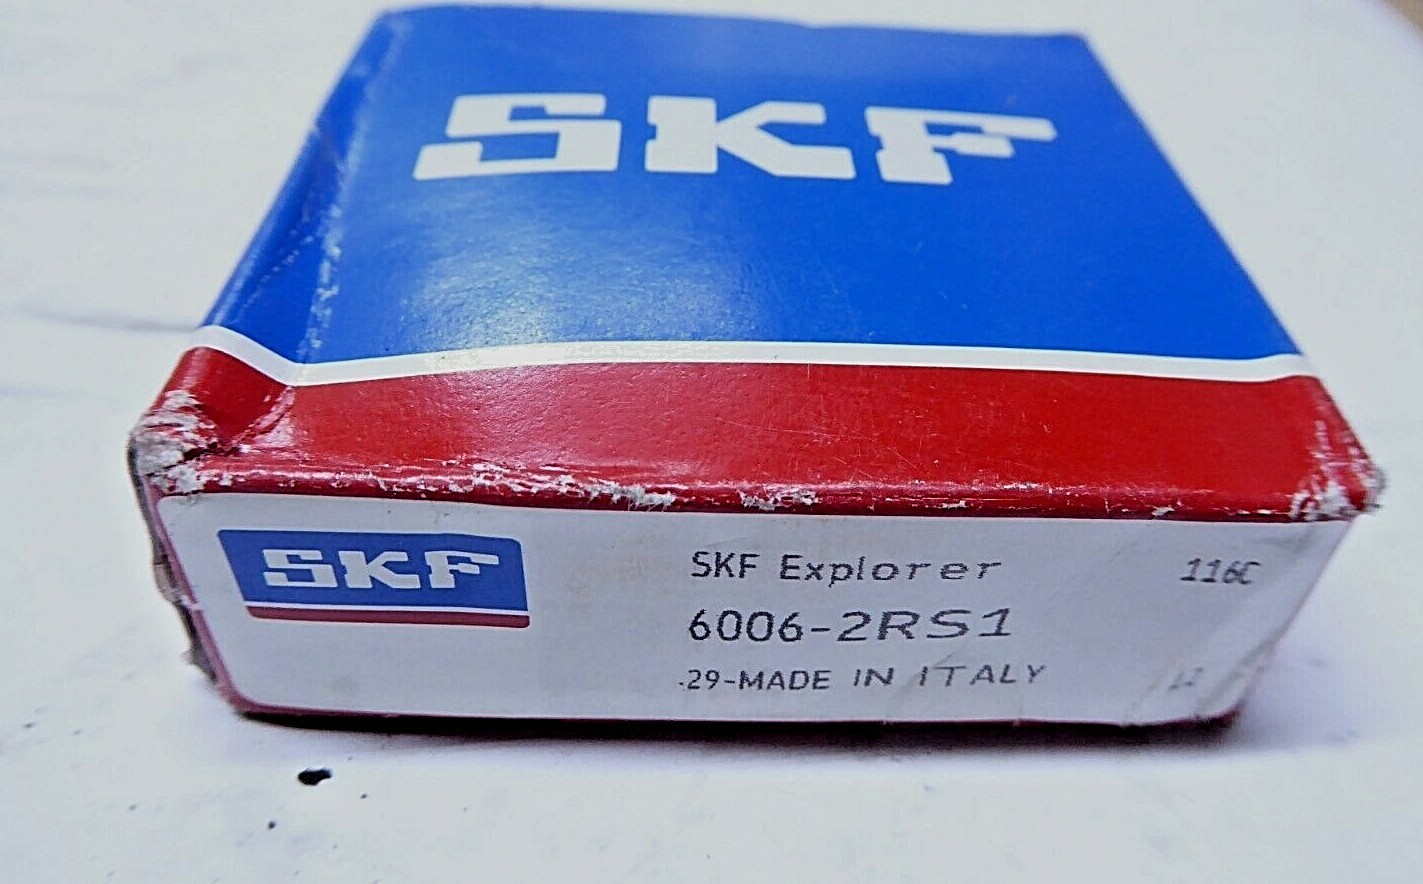 SKF
SKF
SKF Explorer
116C
6006-2RS1
.29-MADE IN ITALY